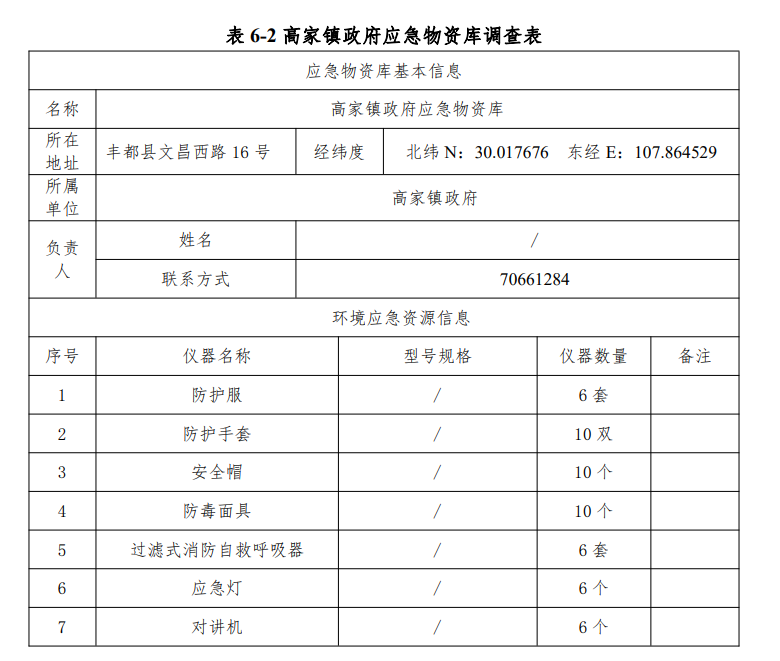 表 6-2 高家镇政府应急物资库调查表
应急物资库基本信息
名称 高家镇政府应急物资库
所在地址 丰都县文昌西路 16 号 经纬度 北纬 N：30.017676 东经 E：107.864529
所属单位 高家镇政府
负责人 姓名 /
联系方式 70661284
环境应急资源信息
序号 仪器名称 型号规格 仪器数量 备注
1 防护服 / 6 套
2 防护手套 / 10 双
3 安全帽 / 10 个
4 防毒面具 / 10 个
5 过滤式消防自救呼吸器 / 6 套
6 应急灯 / 6 个
7 对讲机 / 6 个